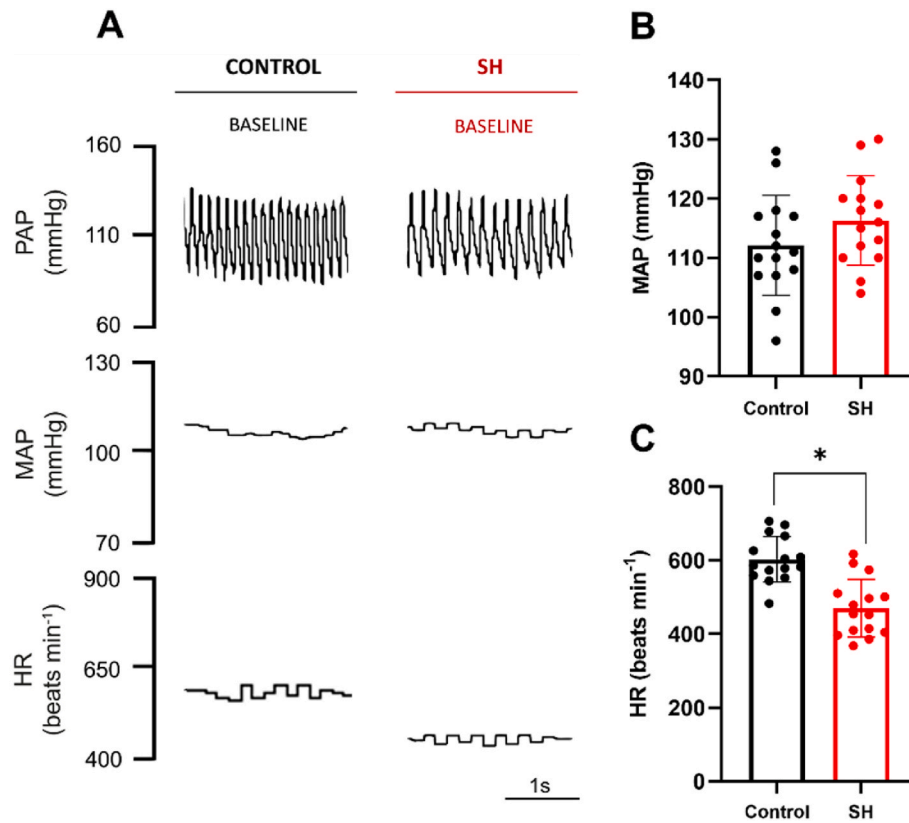 A
CONTROL
SH
BASELINE
BASELINE
160
110
60
PAP
(mmHg)
130
100
70
MAP
(mmHg)
900
650
400
HR
(beats min⁻¹)
1s
B
140
130
120
110
100
90
MAP (mmHg)
Control
SH
C
*
800
600
400
200
0
HR (beats min⁻¹)
Control
SH